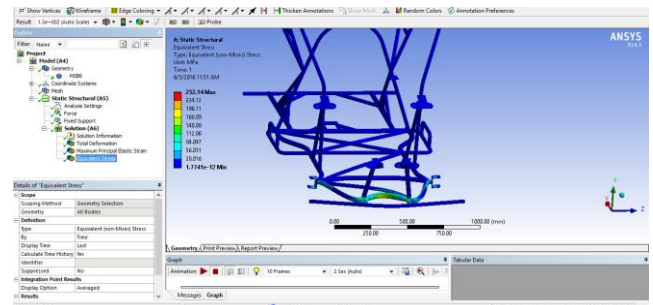 Show Vertices Wireframe Edge Coloring Thicken Annotations Show Mesh Random Colors Annotation Preferences
Result 1.5e+002 (Auto Scale) 3D Probe
Outline
Filter: Name
Project
Model (A4)
Geometry
Coordinate Systems
Mesh
Static Structural (A5)
Analysis Settings
Force
Fixed Support
Solution (A6)
Solution Information
Total Deformation
Maximum Principal Elastic Strain
Equivalent Stress
A: Static Structural
Equivalent Stress
Type: Equivalent (von-Mises) Stress
Unit: MPa
Time: 1
252.14 Max
224.12
196.11
168.09
140.08
112.06
84.047
56.031
28.016
1.7741e-12 Min
ANSYS
0.00 500.00 1000.00 (mm)
250.00 750.00
Details of "Equivalent Stress"
Scope
Scoping Method Geometry Selection
Geometry All Bodies
Definition
Type Equivalent (von-Mises) Stress
By Time
Display Time Last
Calculate Time History Yes
Identifier
Suppressed No
Integration Point Results
Display Option Averaged
Results
Geometry Print Preview Report Preview
Graph
Animation 10 Frames 2 Sec (Auto)
Messages Graph
Tabular Data